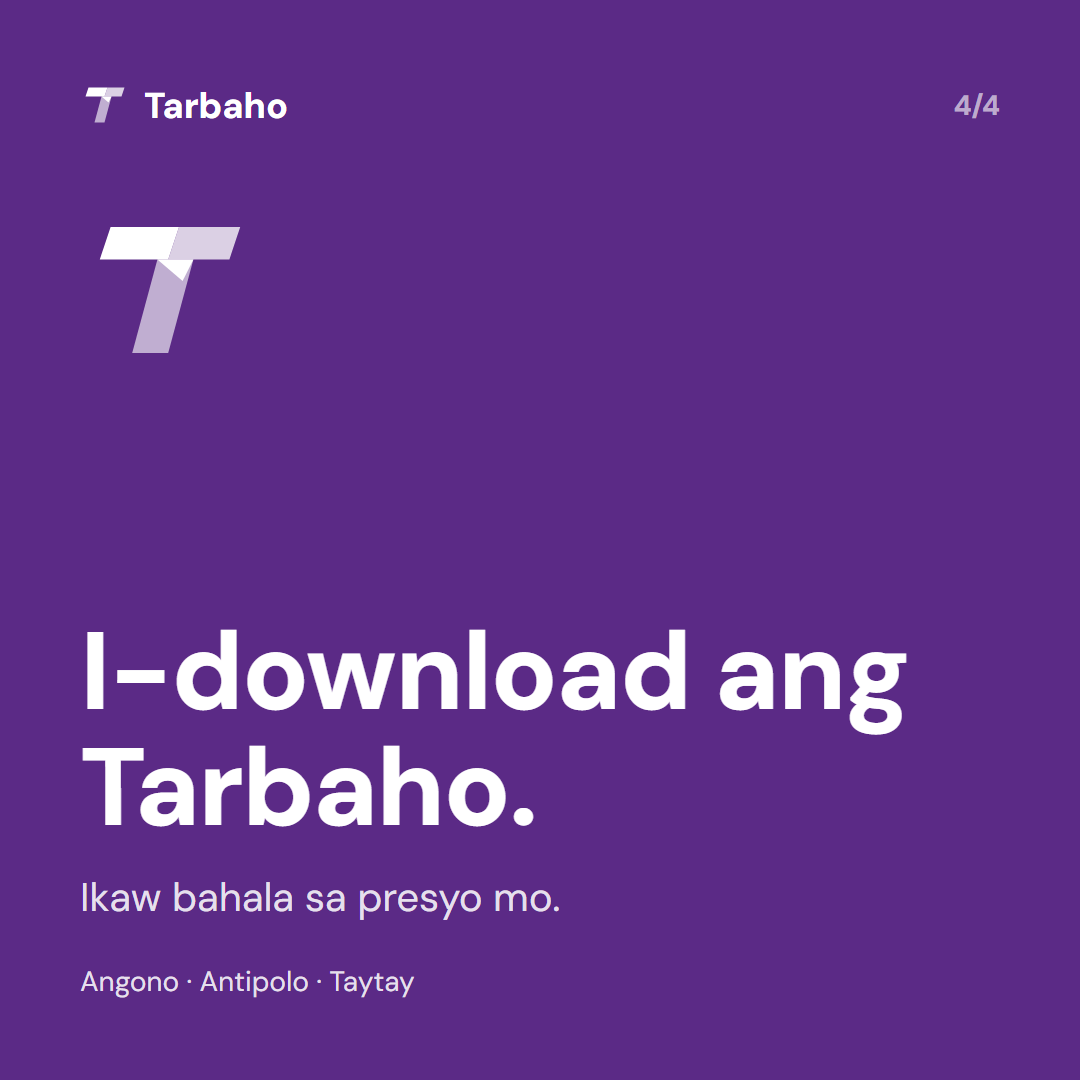 Tarbaho
4/4
I-download ang
Tarbaho.
Ikaw bahala sa presyo mo.
Angono · Antipolo · Taytay